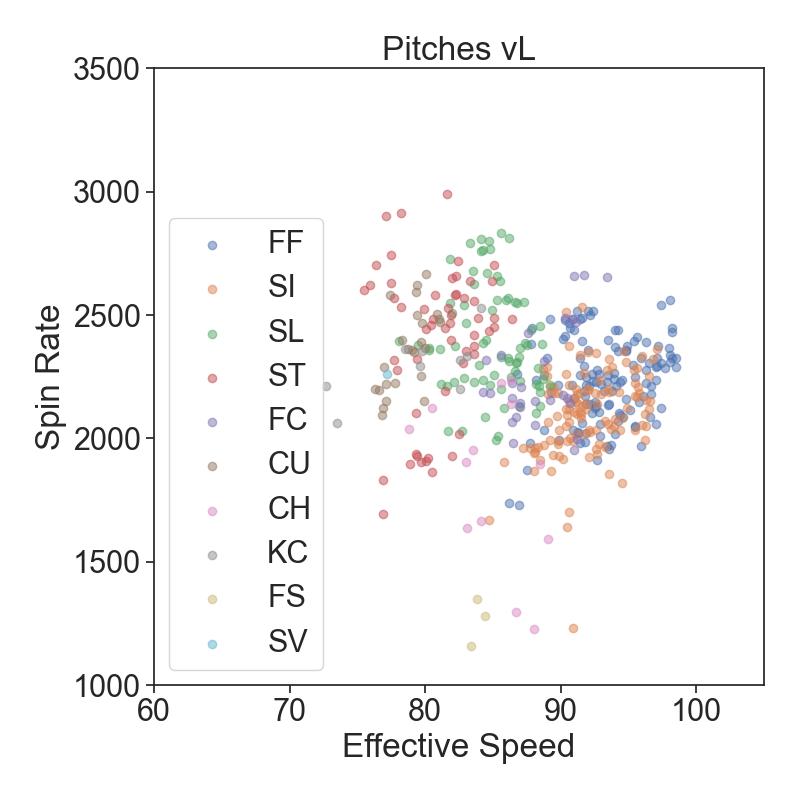 Pitches vL
3500
3000
2500
2000
1500
1000
Spin Rate
FF
SI
SL
ST
FC
CU
CH
KC
FS
SV
60 70 80 90 100
Effective Speed